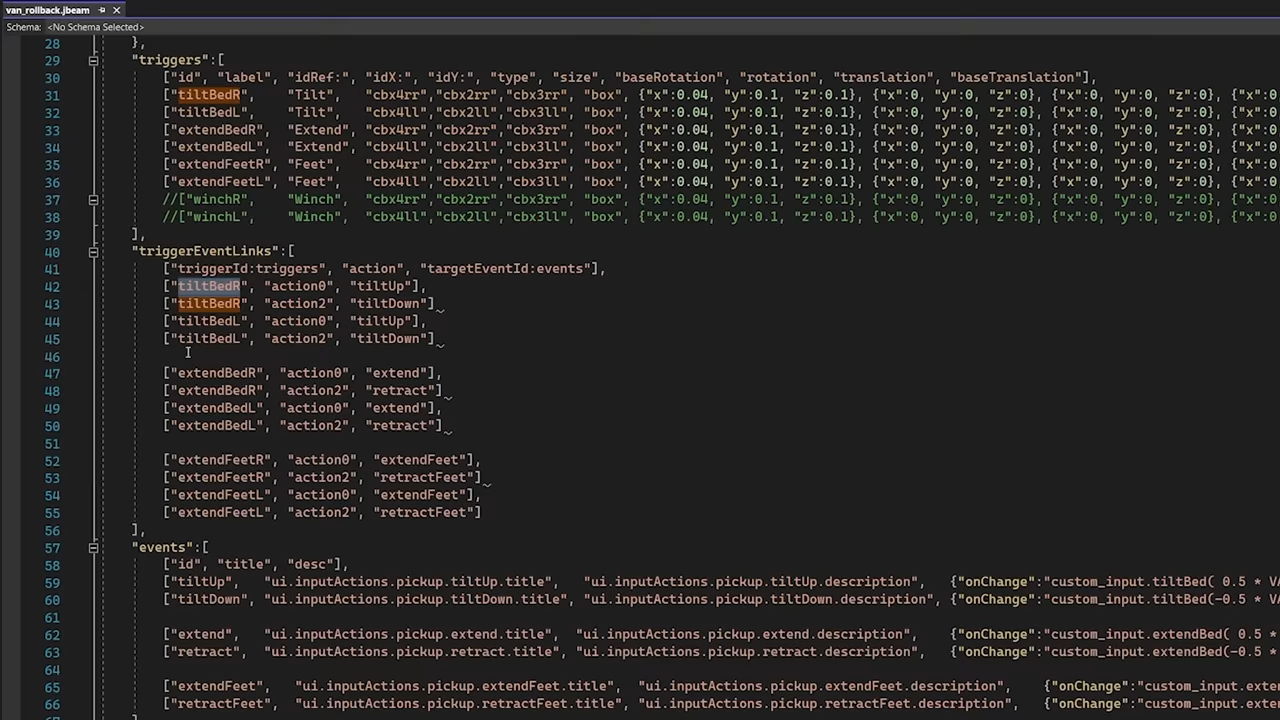 van_rollback.jbeam
Schema: <No Schema Selected>
28 },
29 "triggers":[
30 ["id", "label", "idRef:", "idX:", "idY:", "type", "size", "baseRotation", "rotation", "translation", "baseTranslation"],
31 ["tiltBedR", "Tilt", "cbx4rr","cbx2rr","cbx3rr", "box", {"x":0.04, "y":0.1, "z":0.1}, {"x":0, "y":0, "z":0}, {"x":0, "y":0, "z":0}, {"x":0
32 ["tiltBedL", "Tilt", "cbx4ll","cbx2ll","cbx3ll", "box", {"x":0.04, "y":0.1, "z":0.1}, {"x":0, "y":0, "z":0}, {"x":0, "y":0, "z":0}, {"x":0
33 ["extendBedR", "Extend", "cbx4rr","cbx2rr","cbx3rr", "box", {"x":0.04, "y":0.1, "z":0.1}, {"x":0, "y":0, "z":0}, {"x":0, "y":0, "z":0}, {"x":0
34 ["extendBedL", "Extend", "cbx4ll","cbx2ll","cbx3ll", "box", {"x":0.04, "y":0.1, "z":0.1}, {"x":0, "y":0, "z":0}, {"x":0, "y":0, "z":0}, {"x":0
35 ["extendFeetR", "Feet", "cbx4rr","cbx2rr","cbx3rr", "box", {"x":0.04, "y":0.1, "z":0.1}, {"x":0, "y":0, "z":0}, {"x":0, "y":0, "z":0}, {"x":0
36 ["extendFeetL", "Feet", "cbx4ll","cbx2ll","cbx3ll", "box", {"x":0.04, "y":0.1, "z":0.1}, {"x":0, "y":0, "z":0}, {"x":0, "y":0, "z":0}, {"x":0
37 //["winchR", "Winch", "cbx4rr","cbx2rr","cbx3rr", "box", {"x":0.04, "y":0.1, "z":0.1}, {"x":0, "y":0, "z":0}, {"x":0, "y":0, "z":0}, {"x":0
38 //["winchL", "Winch", "cbx4ll","cbx2ll","cbx3ll", "box", {"x":0.04, "y":0.1, "z":0.1}, {"x":0, "y":0, "z":0}, {"x":0, "y":0, "z":0}, {"x":0
39 ],
40 "triggerEventLinks":[
41 ["triggerId:triggers", "action", "targetEventId:events"],
42 ["tiltBedR", "action0", "tiltUp"],
43 ["tiltBedR", "action2", "tiltDown"]
44 ["tiltBedL", "action0", "tiltUp"],
45 ["tiltBedL", "action2", "tiltDown"]
46
47 ["extendBedR", "action0", "extend"],
48 ["extendBedR", "action2", "retract"]
49 ["extendBedL", "action0", "extend"],
50 ["extendBedL", "action2", "retract"]
51
52 ["extendFeetR", "action0", "extendFeet"],
53 ["extendFeetR", "action2", "retractFeet"]
54 ["extendFeetL", "action0", "extendFeet"],
55 ["extendFeetL", "action2", "retractFeet"]
56 ],
57 "events":[
58 ["id", "title", "desc"],
59 ["tiltUp", "ui.inputActions.pickup.tiltUp.title", "ui.inputActions.pickup.tiltUp.description", {"onChange":"custom_input.tiltBed( 0.5 * VA
60 ["tiltDown", "ui.inputActions.pickup.tiltDown.title", "ui.inputActions.pickup.tiltDown.description", {"onChange":"custom_input.tiltBed(-0.5 * VA
61
62 ["extend", "ui.inputActions.pickup.extend.title", "ui.inputActions.pickup.extend.description", {"onChange":"custom_input.extendBed( 0.5 *
63 ["retract", "ui.inputActions.pickup.retract.title", "ui.inputActions.pickup.retract.description", {"onChange":"custom_input.extendBed(-0.5 *
64
65 ["extendFeet", "ui.inputActions.pickup.extendFeet.title", "ui.inputActions.pickup.extendFeet.description", {"onChange":"custom_input.exten
66 ["retractFeet", "ui.inputActions.pickup.retractFeet.title", "ui.inputActions.pickup.retractFeet.description", {"onChange":"custom_input.exte